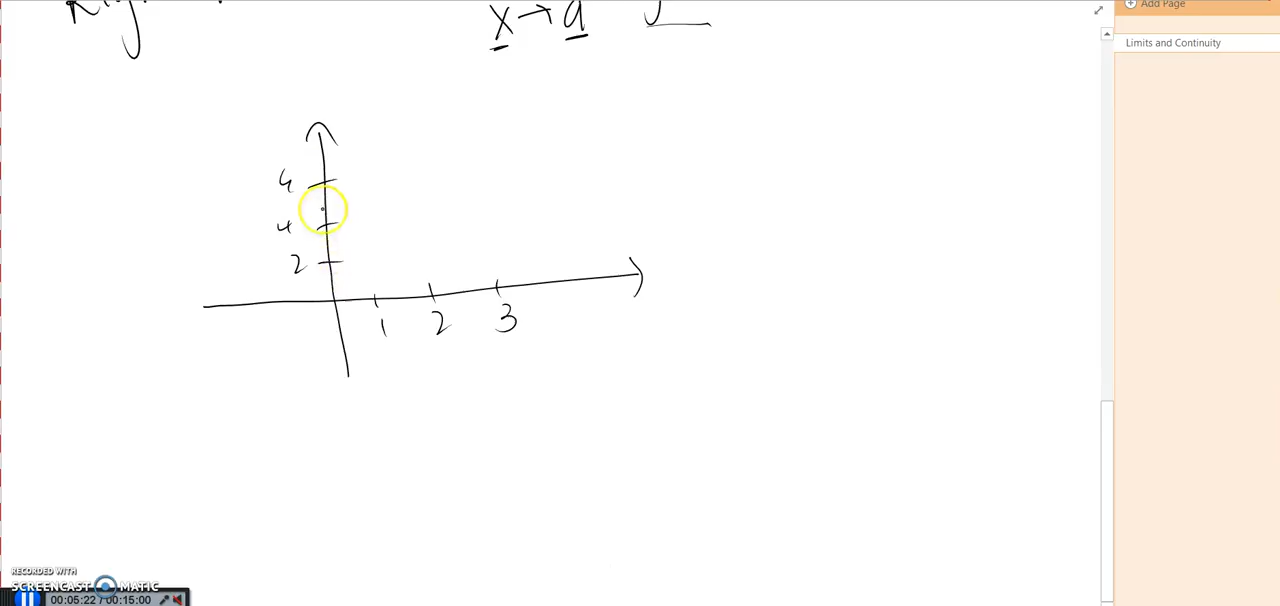 x → a
Add Page
Limits and Continuity
4
4
2
1 2 3
RECORDED WITH
SCREENCAST MATIC
00:05:22 / 00:15:00